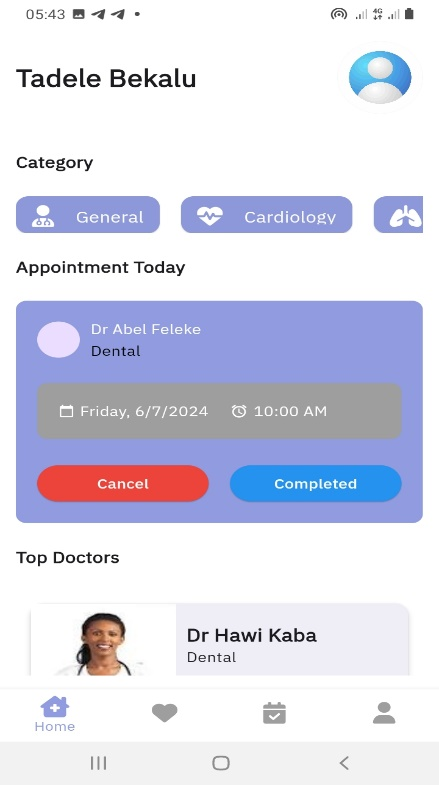 05:43
4G
Tadele Bekalu
Category
General
Cardiology
Appointment Today
Dr Abel Feleke
Dental
Friday, 6/7/2024
10:00 AM
Cancel
Completed
Top Doctors
Dr Hawi Kaba
Dental
Home